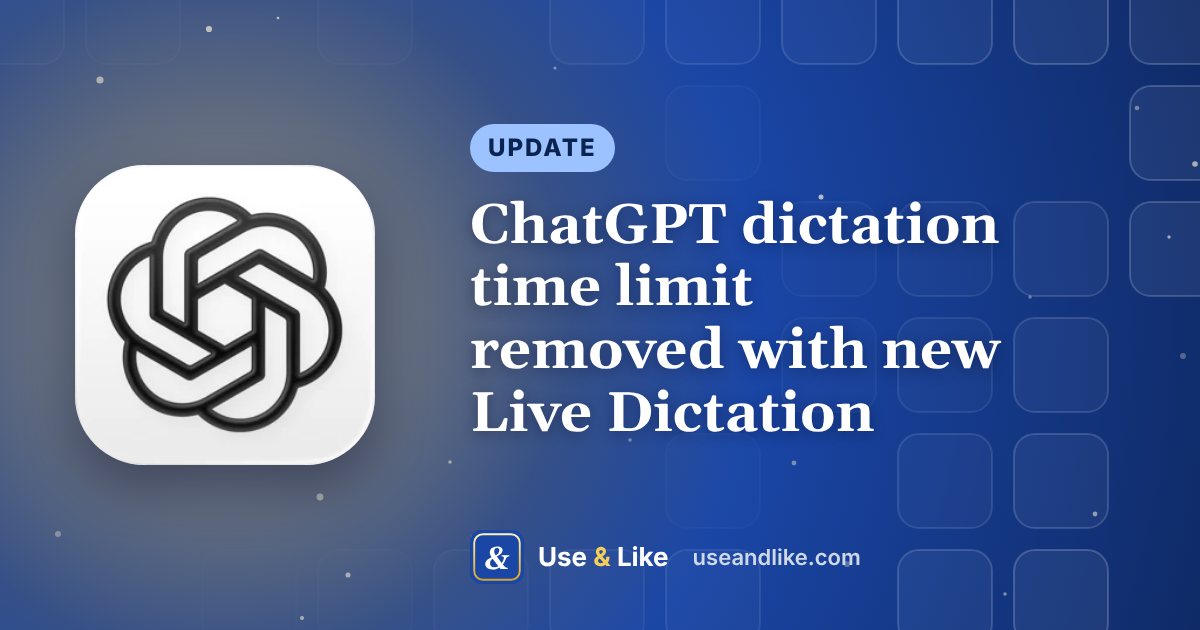 UPDATE
ChatGPT dictation
time limit
removed with new
Live Dictation
& Use & Like useandlike.com